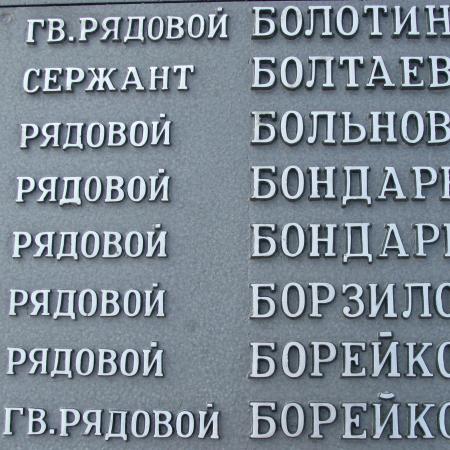 ГВ.РЯДОВОЙ БОЛОТИН
СЕРЖАНТ БОЛТАЕВ
РЯДОВОЙ БОЛЬНОВ
РЯДОВОЙ БОНДАР
РЯДОВОЙ БОНДАР
РЯДОВОЙ БОРЗИЛО
РЯДОВОЙ БОРЕЙКО
ГВ.РЯДОВОЙ БОРЕЙКО